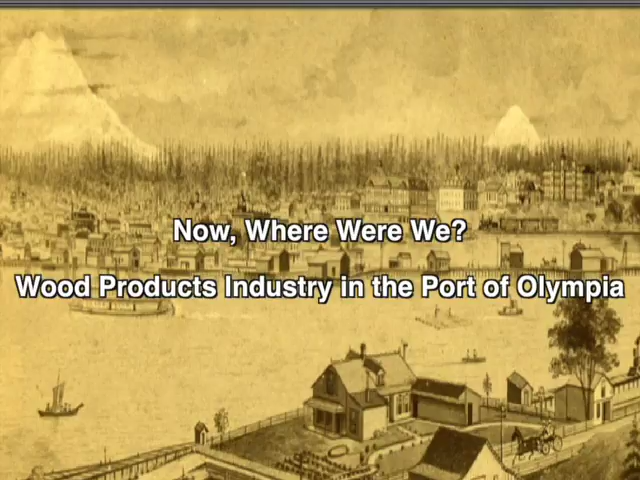 Now, Where Were We?
Wood Products Industry in the Port of Olympia